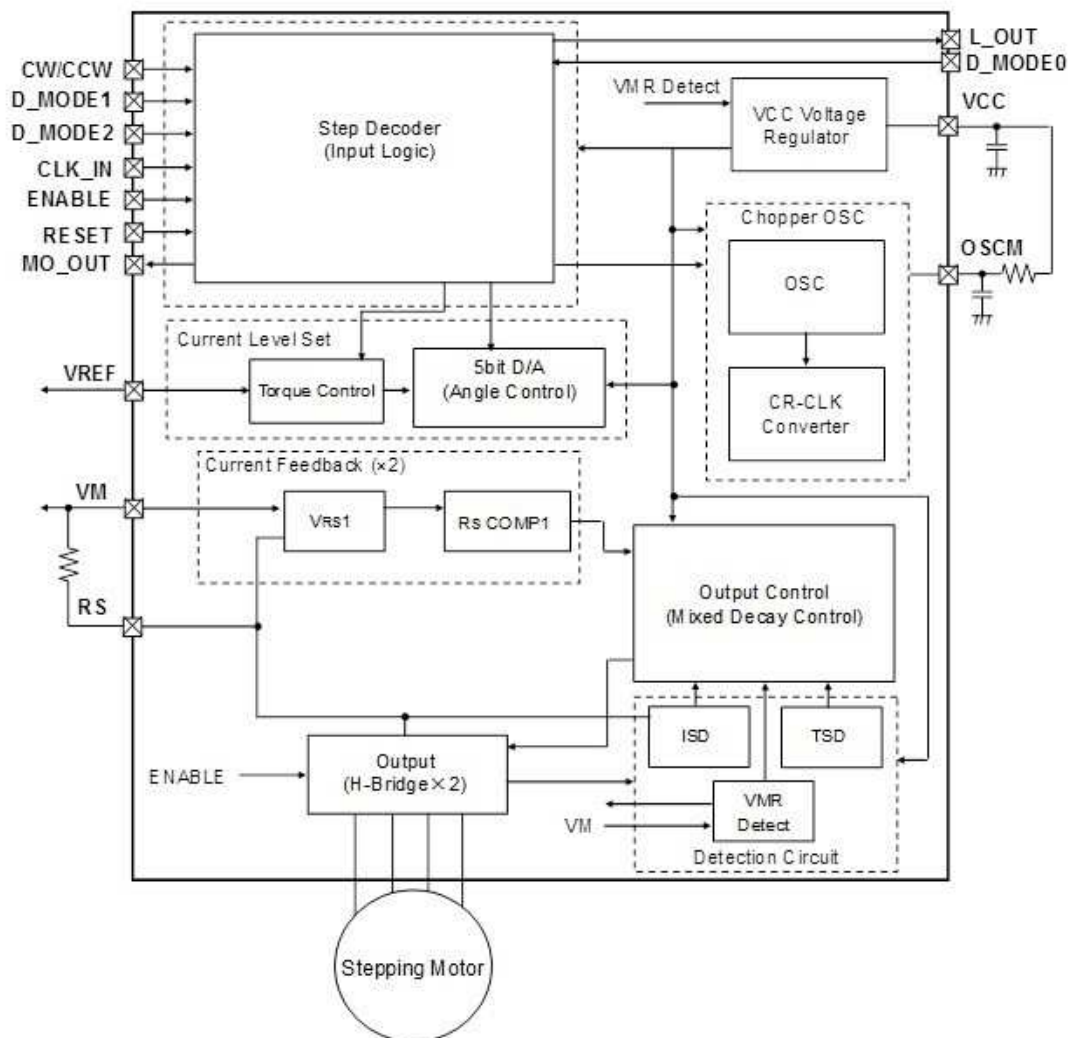 L_OUT
D_MODE0
CW/CCW
D_MODE1
D_MODE2
CLK_IN
ENABLE
RESET
MO_OUT
Step Decoder
(Input Logic)
VMR Detect
VCC Voltage
Regulator
VCC
Chopper OSC
OSC
CR-CLK
Converter
OSCM
Current Level Set
VREF
Torque Control
5bit D/A
(Angle Control)
Current Feedback (×2)
VM
VRS1
RS COMP1
RS
Output Control
(Mixed Decay Control)
ISD
TSD
ENABLE
Output
(H-Bridge×2)
VM
VMR
Detect
Detection Circuit
Stepping Motor